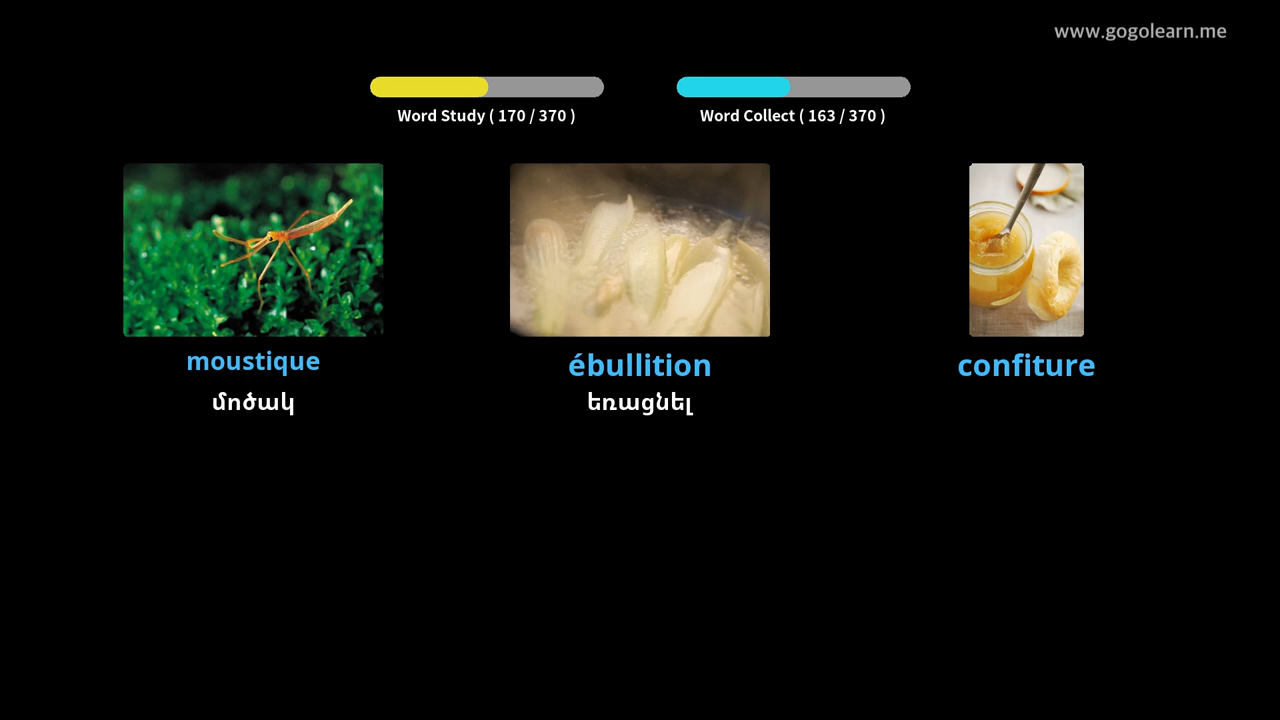 www.gogolearn.me
Word Study ( 170 / 370 )
Word Collect ( 163 / 370 )
moustique
ébullition
confiture
մոծակ
եռացնել